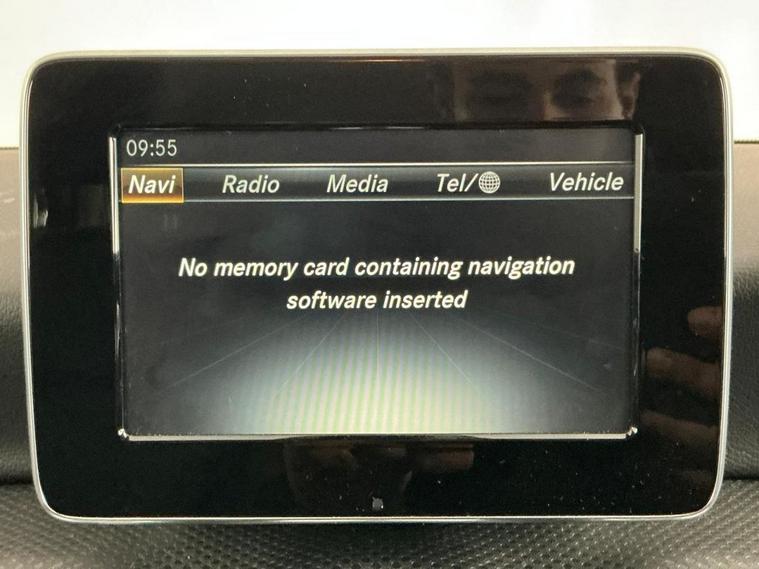 09:55
Navi Radio Media Tel/ Vehicle
No memory card containing navigation
software inserted